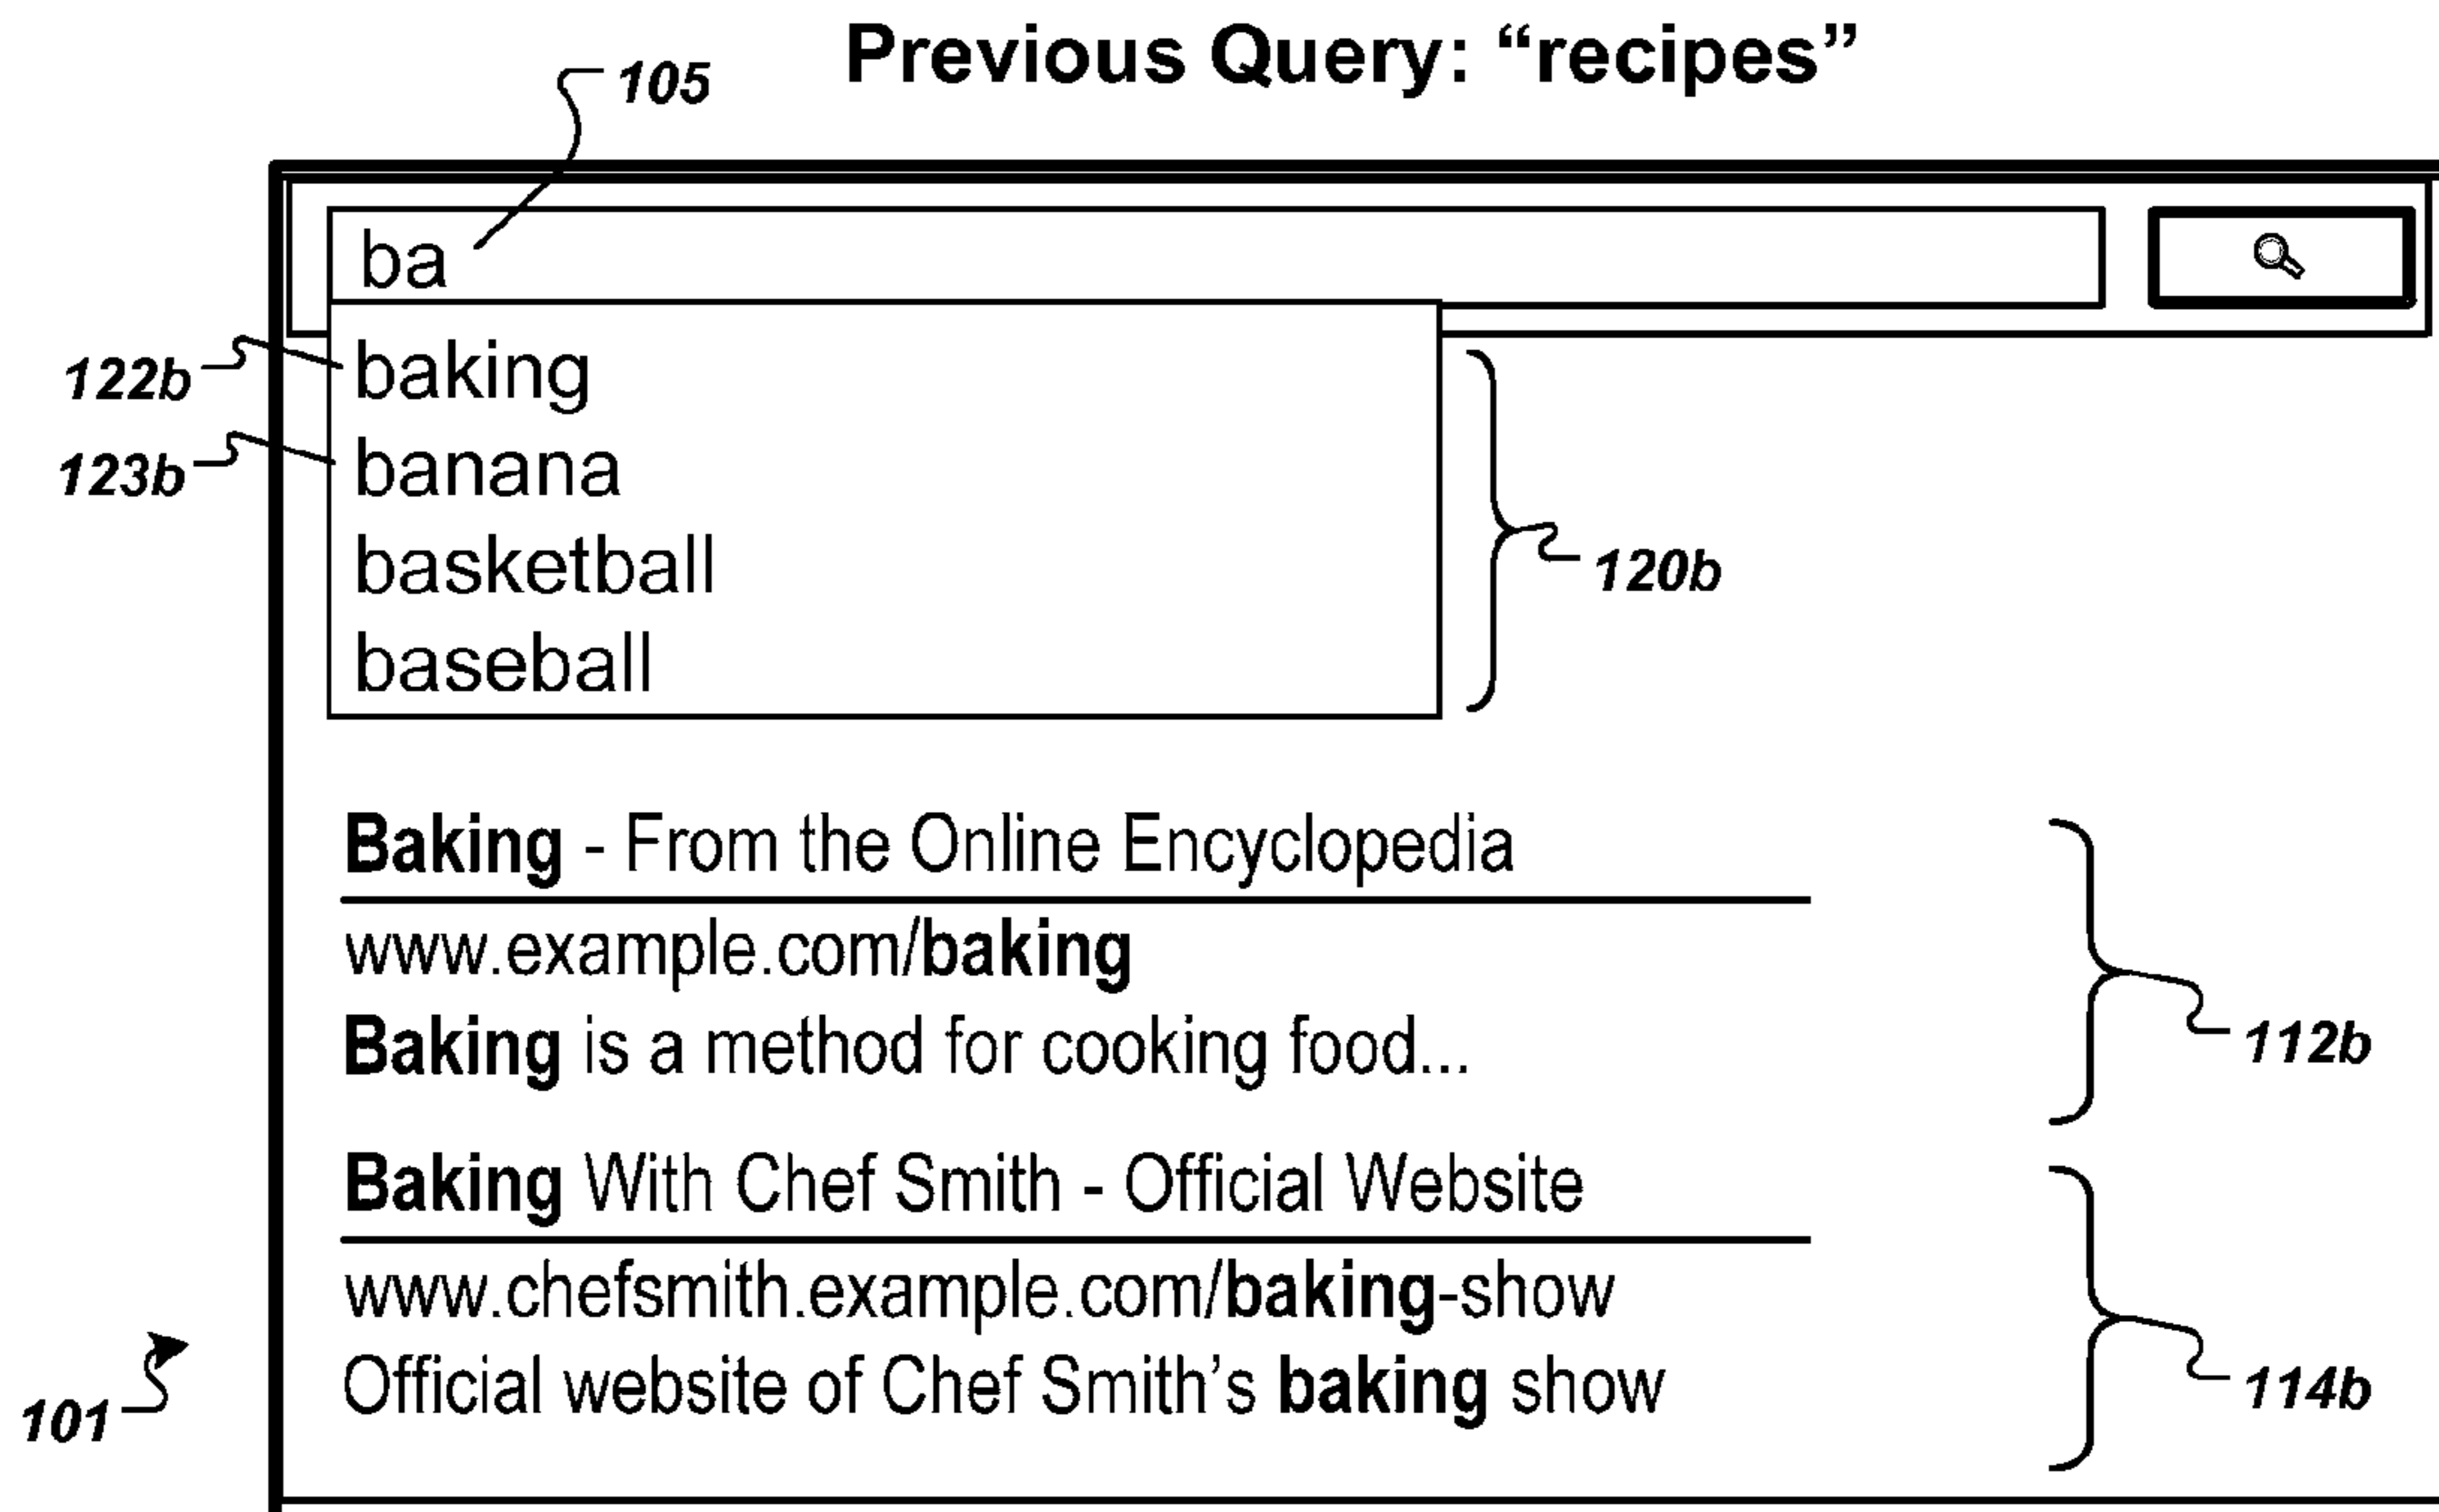 Previous Query: “recipes”
105
ba
122b
baking
123b
banana
basketball
120b
baseball
Baking - From the Online Encyclopedia
www.example.com/baking
Baking is a method for cooking food...
112b
Baking With Chef Smith - Official Website
www.chefsmith.example.com/baking-show
Official website of Chef Smith’s baking show
114b
101